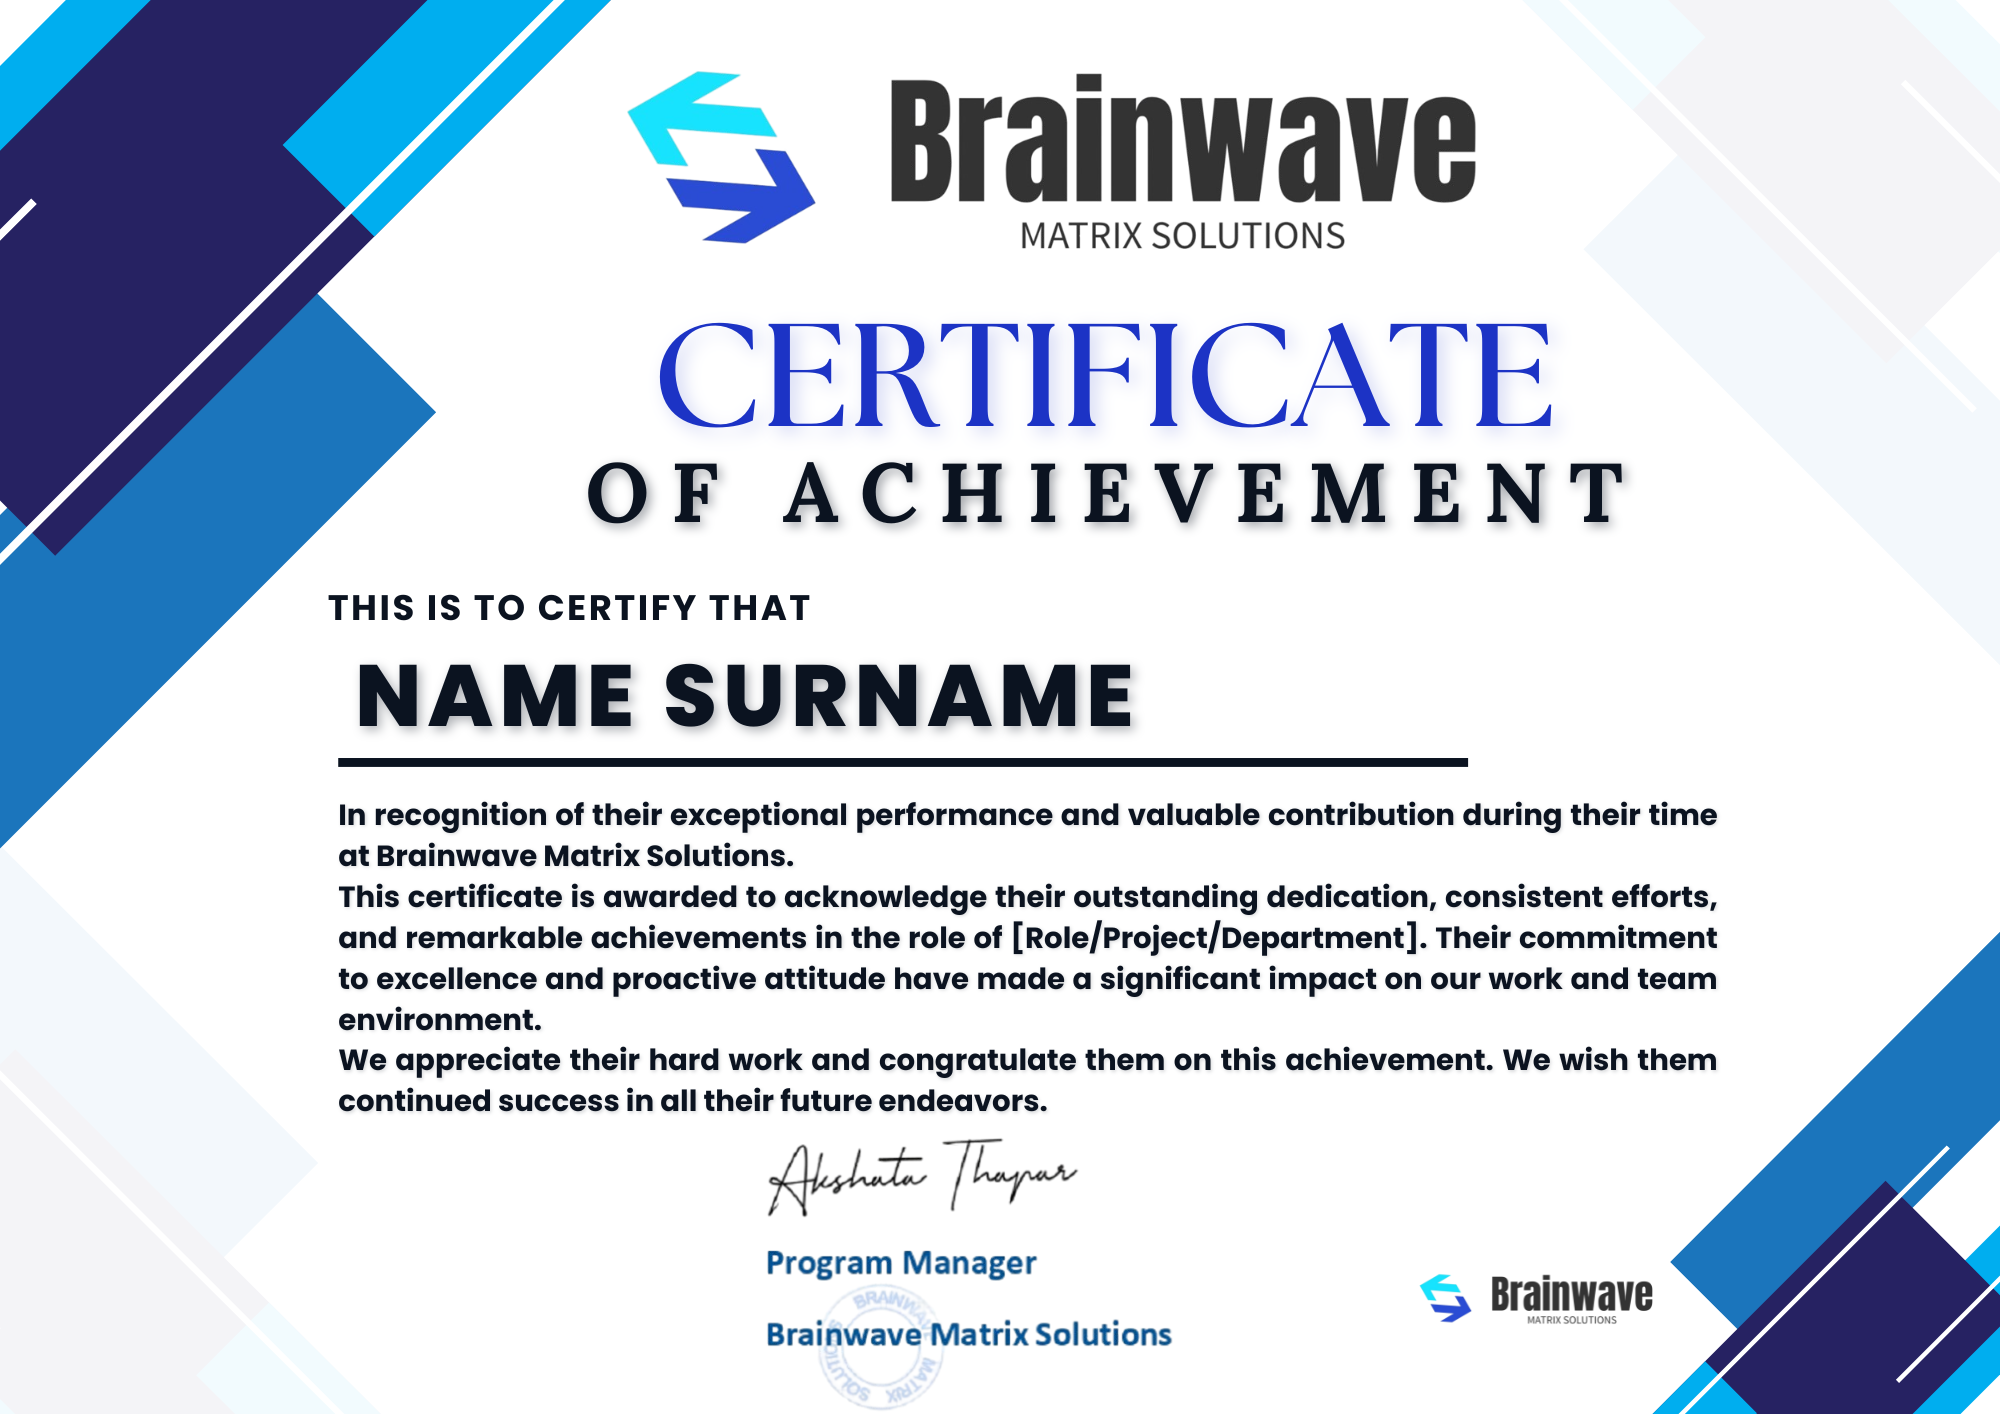 Brainwave
MATRIX SOLUTIONS
CERTIFICATE
OF ACHIEVEMENT
THIS IS TO CERTIFY THAT
NAME SURNAME
In recognition of their exceptional performance and valuable contribution during their time
at Brainwave Matrix Solutions.
This certificate is awarded to acknowledge their outstanding dedication, consistent efforts,
and remarkable achievements in the role of [Role/Project/Department]. Their commitment
to excellence and proactive attitude have made a significant impact on our work and team
environment.
We appreciate their hard work and congratulate them on this achievement. We wish them
continued success in all their future endeavors.
Akshata Thapar
Program Manager
BRAINWAVE MATRIX SOLUTIONS
Brainwave Matrix Solutions
Brainwave
MATRIX SOLUTIONS